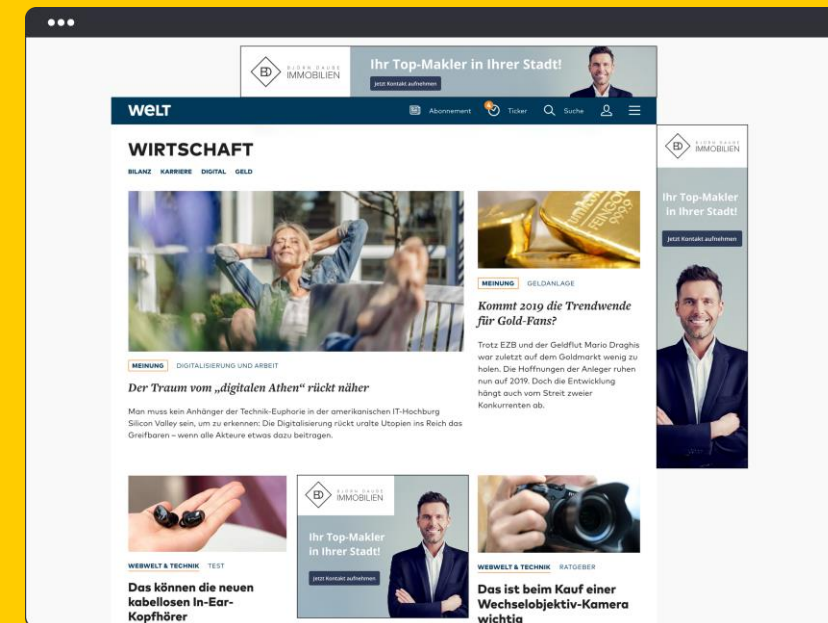 BJÖRN DAUBE
IMMOBILIEN
Ihr Top-Makler in Ihrer Stadt!
Jetzt Kontakt aufnehmen
WELT
Abonnement
4
Ticker
Suche
WIRTSCHAFT
BILANZ KARRIERE DIGITAL GELD
MEINUNG DIGITALISIERUNG UND ARBEIT
Der Traum vom „digitalen Athen“ rückt näher
Man muss kein Anhänger der Technik-Euphorie in der amerikanischen IT-Hochburg
Silicon Valley sein, um zu erkennen: Die Digitalisierung rückt uralte Utopien ins Reich des
Greifbaren – wenn alle Akteure etwas dazu beitragen.
FEINGOLD
999,9
MEINUNG GELDANLAGE
Kommt 2019 die Trendwende
für Gold-Fans?
Trotz EZB und der Geldflut Mario Draghis
war zuletzt auf dem Goldmarkt wenig zu
holen. Die Hoffnungen der Anleger ruhen
nun auf 2019. Doch die Entwicklung
hängt auch vom Streit zweier
Konkurrenten ab.
BJÖRN DAUBE
IMMOBILIEN
Ihr Top-Makler
in Ihrer Stadt!
Jetzt Kontakt aufnehmen
WEBWELT & TECHNIK TEST
Das können die neuen
kabellosen In-Ear-
Kopfhörer
BJÖRN DAUBE
IMMOBILIEN
Ihr Top-Makler
in Ihrer Stadt!
Jetzt Kontakt aufnehmen
WEBWELT & TECHNIK RATGEBER
Das ist beim Kauf einer
Wechselobjektiv-Kamera
wichtig